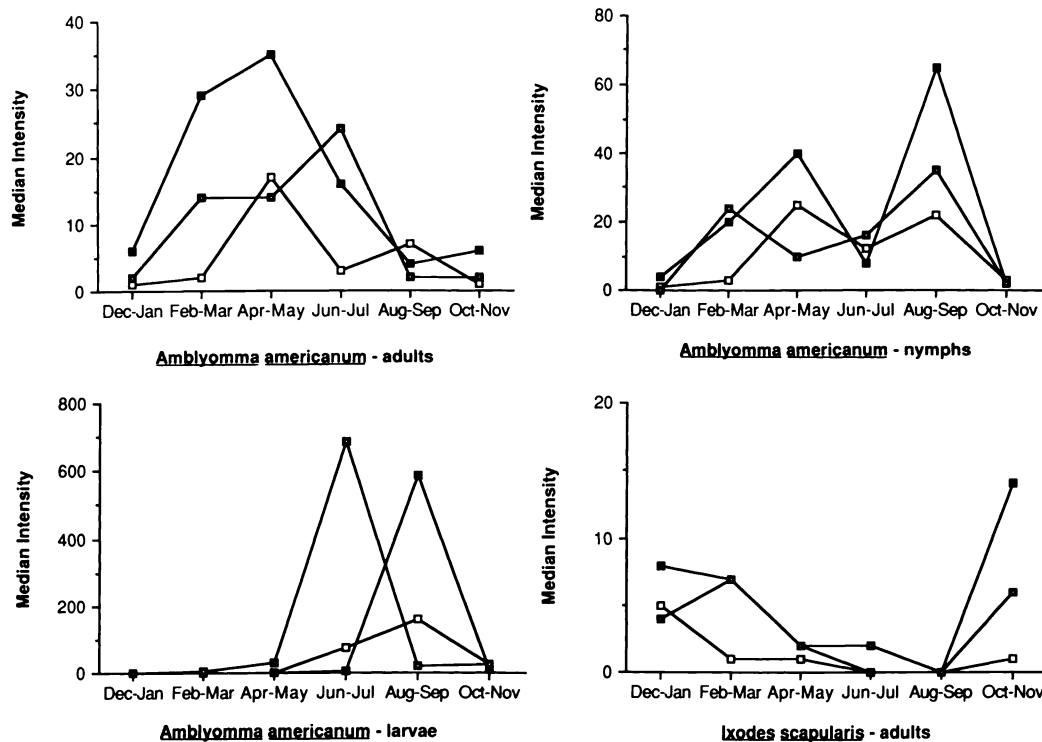 Median Intensity
40
30
20
10
0
Dec-Jan Feb-Mar Apr-May Jun-Jul Aug-Sep Oct-Nov
Amblyomma americanum - adults
Median Intensity
80
60
40
20
0
Dec-Jan Feb-Mar Apr-May Jun-Jul Aug-Sep Oct-Nov
Amblyomma americanum - nymphs
Median Intensity
800
600
400
200
0
Dec-Jan Feb-Mar Apr-May Jun-Jul Aug-Sep Oct-Nov
Amblyomma americanum - larvae
Median Intensity
20
10
0
Dec-Jan Feb-Mar Apr-May Jun-Jul Aug-Sep Oct-Nov
Ixodes scapularis - adults